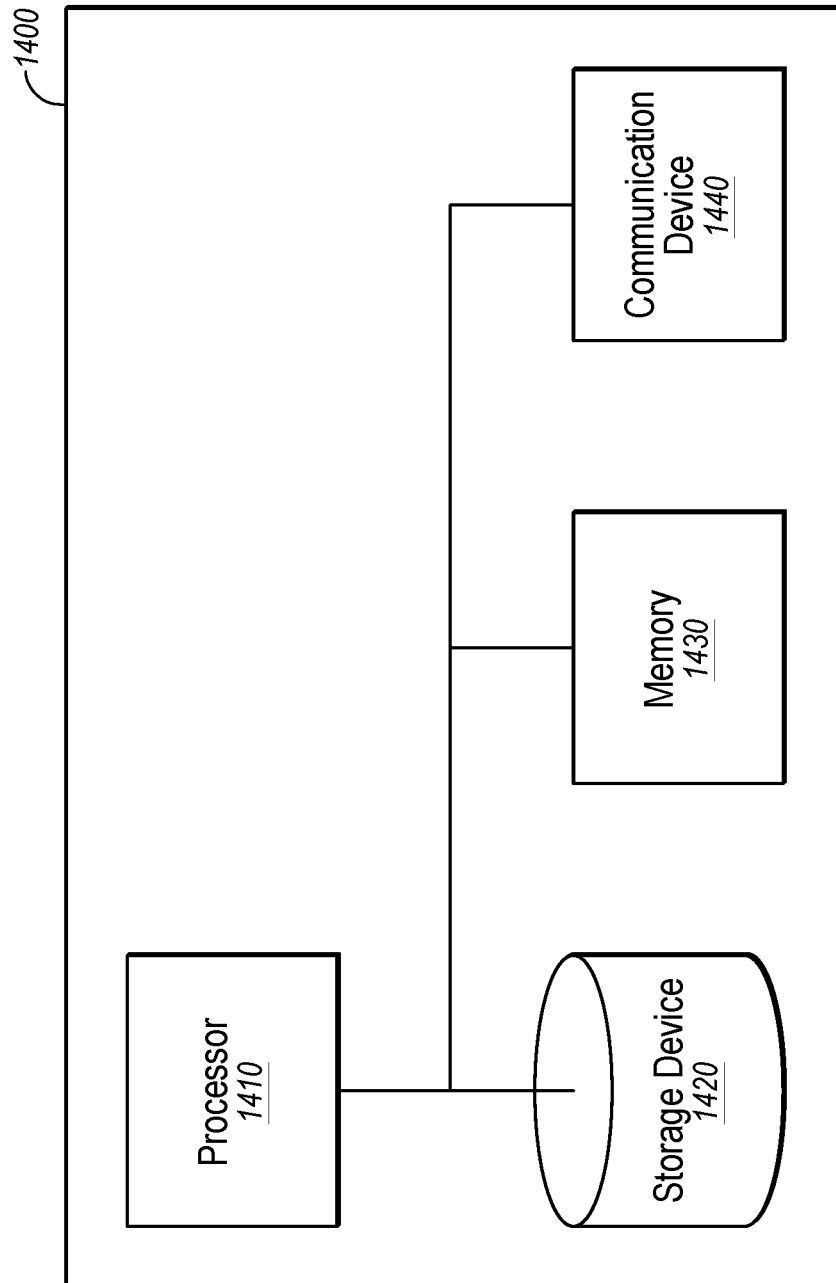 1400
Processor
1410
Storage Device
1420
Memory
1430
Communication
Device
1440